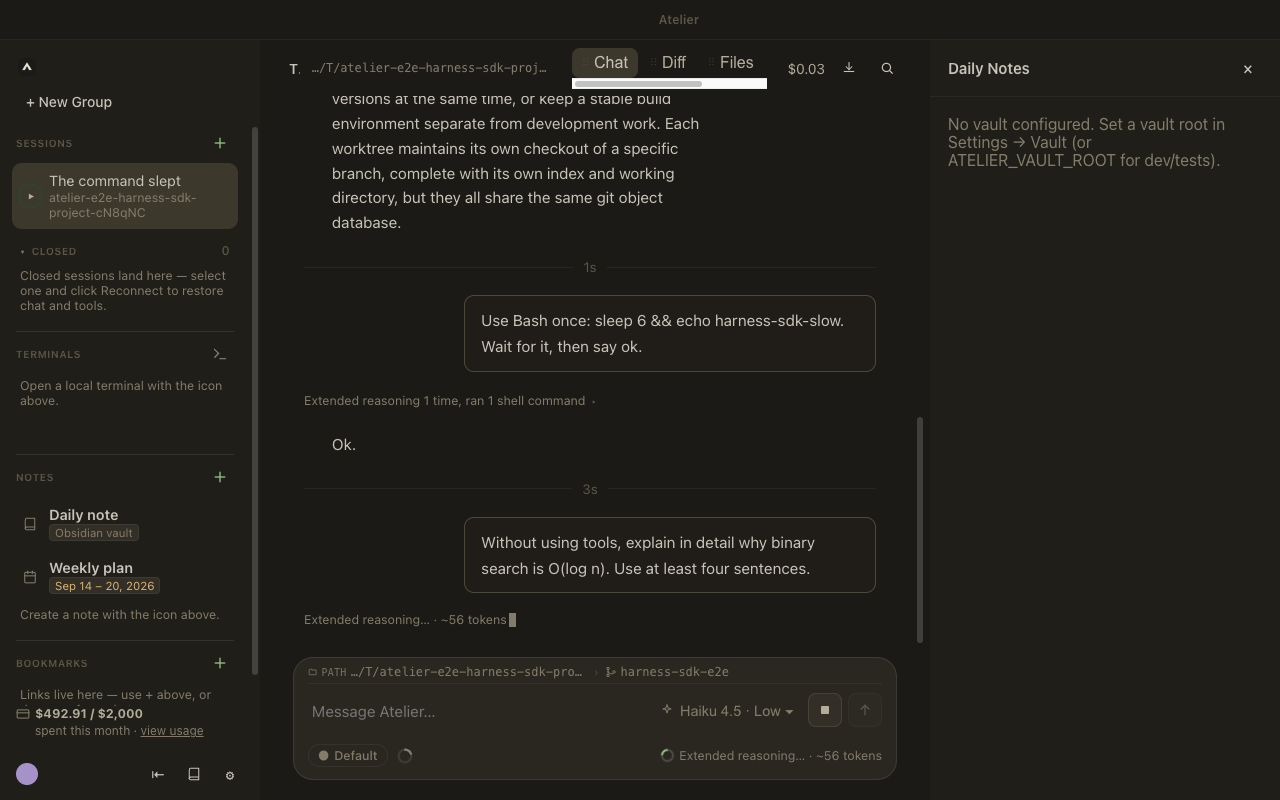 Atelier
+ New Group
SESSIONS
The command slept
atelier-e2e-harness-sdk-
project-cN8qNC
CLOSED 0
Closed sessions land here — select
one and click Reconnect to restore
chat and tools.
TERMINALS
Open a local terminal with the icon
above.
NOTES
Daily note
Obsidian vault
Weekly plan
Sep 14 – 20, 2026
Create a note with the icon above.
BOOKMARKS
Links live here — use + above, or
$492.91 / $2,000
spent this month · view usage
T. …/T/atelier-e2e-harness-sdk-proj…
Chat Diff Files
$0.03
versions at the same time, or keep a stable build
environment separate from development work. Each
worktree maintains its own checkout of a specific
branch, complete with its own index and working
directory, but they all share the same git object
database.
1s
Use Bash once: sleep 6 && echo harness-sdk-slow.
Wait for it, then say ok.
Extended reasoning 1 time, ran 1 shell command
Ok.
3s
Without using tools, explain in detail why binary
search is O(log n). Use at least four sentences.
Extended reasoning… · ~56 tokens
PATH …/T/atelier-e2e-harness-sdk-pro… › harness-sdk-e2e
Message Atelier…
Haiku 4.5 · Low
Default
Extended reasoning… · ~56 tokens
Daily Notes
No vault configured. Set a vault root in
Settings → Vault (or
ATELIER_VAULT_ROOT for dev/tests).